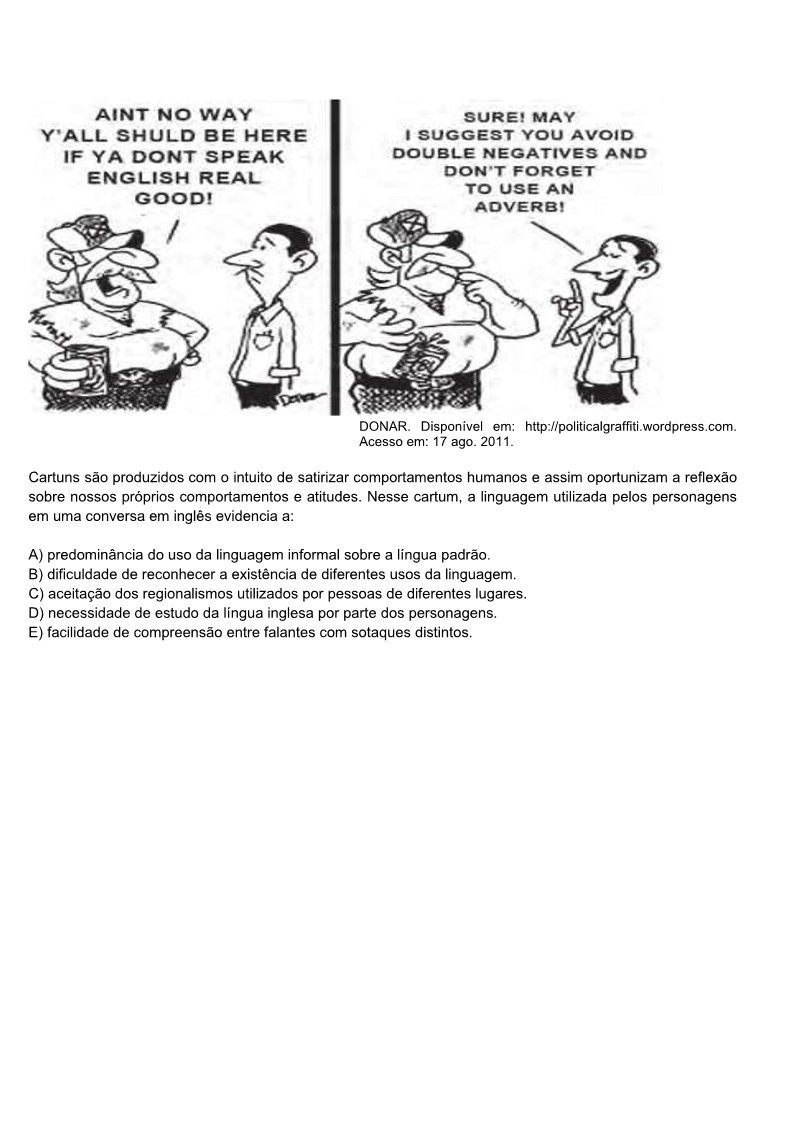 AINT NO WAY
Y'ALL SHULD BE HERE
IF YA DONT SPEAK
ENGLISH REAL
GOOD!
SURE! MAY
I SUGGEST YOU AVOID
DOUBLE NEGATIVES AND
DON'T FORGET
TO USE AN
ADVERB!
Donar
DONAR. Disponível em: http://politicalgraffiti.wordpress.com.
Acesso em: 17 ago. 2011.
Cartuns são produzidos com o intuito de satirizar comportamentos humanos e assim oportunizam a reflexão
sobre nossos próprios comportamentos e atitudes. Nesse cartum, a linguagem utilizada pelos personagens
em uma conversa em inglês evidencia a:
A) predominância do uso da linguagem informal sobre a língua padrão.
B) dificuldade de reconhecer a existência de diferentes usos da linguagem.
C) aceitação dos regionalismos utilizados por pessoas de diferentes lugares.
D) necessidade de estudo da língua inglesa por parte dos personagens.
E) facilidade de compreensão entre falantes com sotaques distintos.